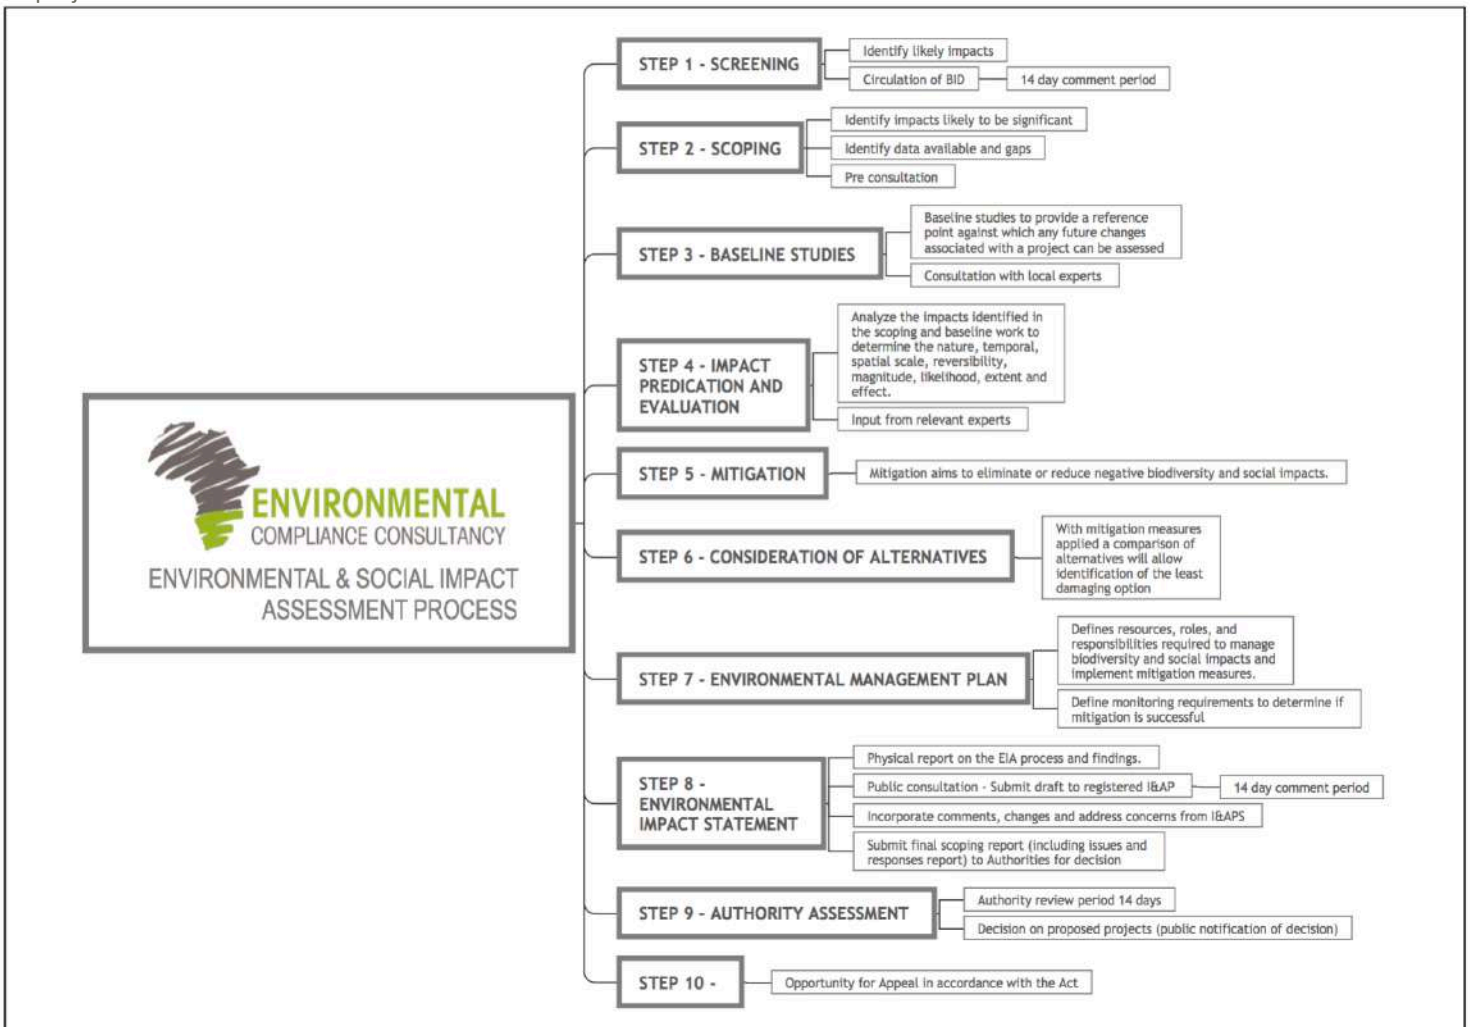 ENVIRONMENTAL
COMPLIANCE CONSULTANCY
ENVIRONMENTAL & SOCIAL IMPACT
ASSESSMENT PROCESS
STEP 1 - SCREENING
Identify likely impacts
Circulation of BID
14 day comment period
STEP 2 - SCOPING
Identify impacts likely to be significant
Identify data available and gaps
Pre consultation
STEP 3 - BASELINE STUDIES
Baseline studies to provide a reference
point against which any future changes
associated with a project can be assessed
Consultation with local experts
STEP 4 - IMPACT
PREDICATION AND
EVALUATION
Analyze the impacts identified in
the scoping and baseline work to
determine the nature, temporal,
spatial scale, reversibility,
magnitude, likelihood, extent and
effect.
Input from relevant experts
STEP 5 - MITIGATION
Mitigation aims to eliminate or reduce negative biodiversity and social impacts.
STEP 6 - CONSIDERATION OF ALTERNATIVES
With mitigation measures
applied a comparison of
alternatives will allow
identification of the least
damaging option
STEP 7 - ENVIRONMENTAL MANAGEMENT PLAN
Defines resources, roles, and
responsibilities required to manage
biodiversity and social impacts and
implement mitigation measures.
Define monitoring requirements to determine if
mitigation is successful
STEP 8 -
ENVIRONMENTAL
IMPACT STATEMENT
Physical report on the EIA process and findings.
Public consultation - Submit draft to registered I&AP
14 day comment period
Incorporate comments, changes and address concerns from I&APS
Submit final scoping report (including issues and
responses report) to Authorities for decision
STEP 9 - AUTHORITY ASSESSMENT
Authority review period 14 days
Decision on proposed projects (public notification of decision)
STEP 10 -
Opportunity for Appeal in accordance with the Act